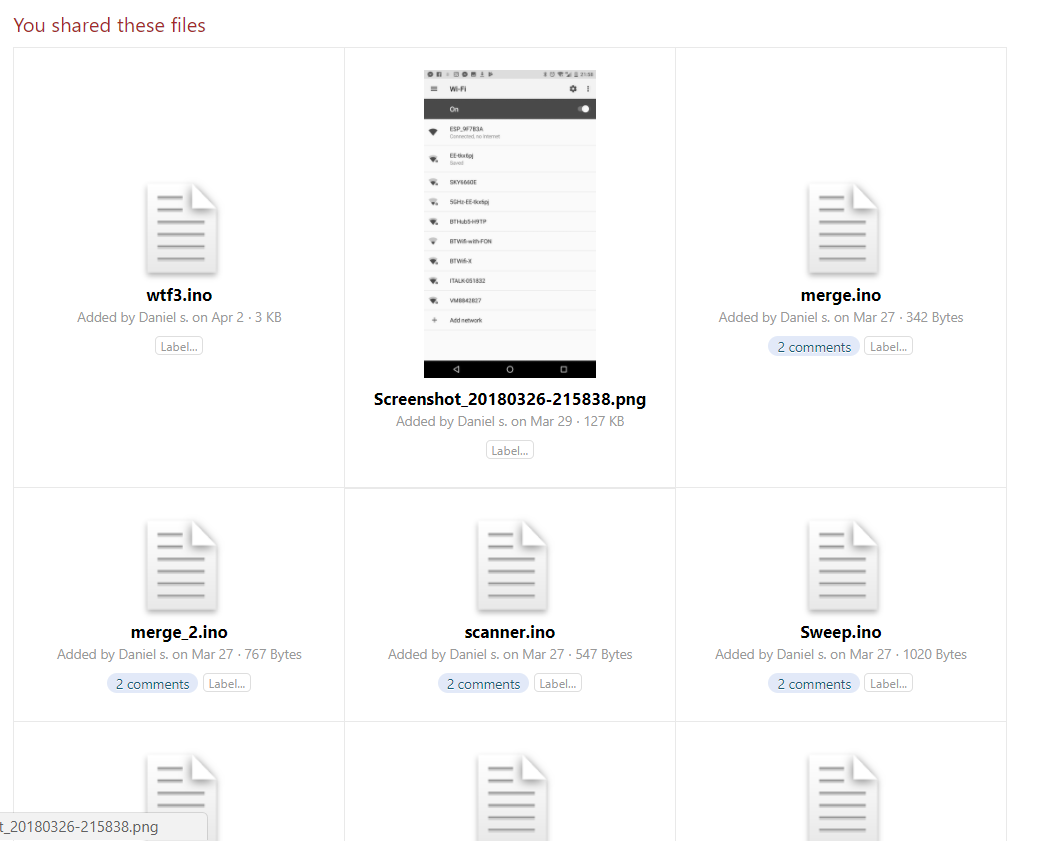 You shared these files
21:58
Wi-Fi
On
ESP_9F7B3A
Connected, no Internet
EE-tkx6pj
Saved
SKY6660E
5GHz-EE-tkx6pj
BTHub5-H9TP
BTWifi-with-FON
BTWifi-X
ITALK-051832
VM8842827
+ Add network
wtf3.ino
Added by Daniel s. on Apr 2 · 3 KB
Label...
Screenshot_20180326-215838.png
Added by Daniel s. on Mar 29 · 127 KB
Label...
merge.ino
Added by Daniel s. on Mar 27 · 342 Bytes
2 comments Label...
merge_2.ino
Added by Daniel s. on Mar 27 · 767 Bytes
2 comments Label...
scanner.ino
Added by Daniel s. on Mar 27 · 547 Bytes
2 comments Label...
Sweep.ino
Added by Daniel s. on Mar 27 · 1020 Bytes
2 comments Label...
t_20180326-215838.png